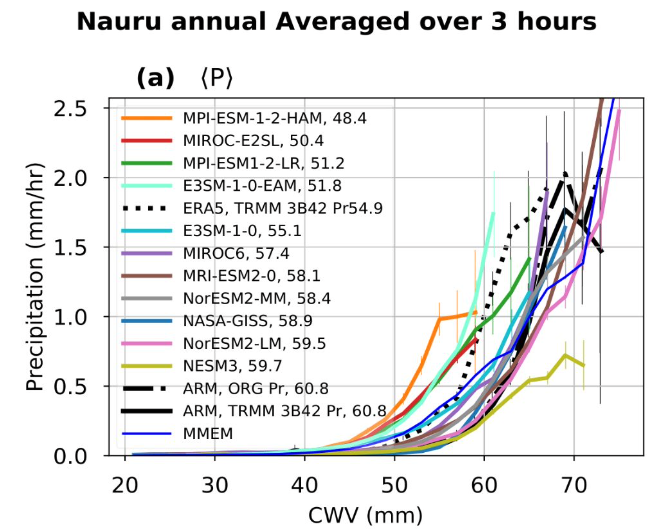 Nauru annual Averaged over 3 hours
(a) ⟨P⟩
Precipitation (mm/hr)
2.5
2.0
1.5
1.0
0.5
0.0
MPI-ESM-1-2-HAM, 48.4
MIROC-E2SL, 50.4
MPI-ESM1-2-LR, 51.2
E3SM-1-0-EAM, 51.8
ERA5, TRMM 3B42 Pr54.9
E3SM-1-0, 55.1
MIROC6, 57.4
MRI-ESM2-0, 58.1
NorESM2-MM, 58.4
NASA-GISS, 58.9
NorESM2-LM, 59.5
NESM3, 59.7
ARM, ORG Pr, 60.8
ARM, TRMM 3B42 Pr, 60.8
MMEM
20 30 40 50 60 70
CWV (mm)